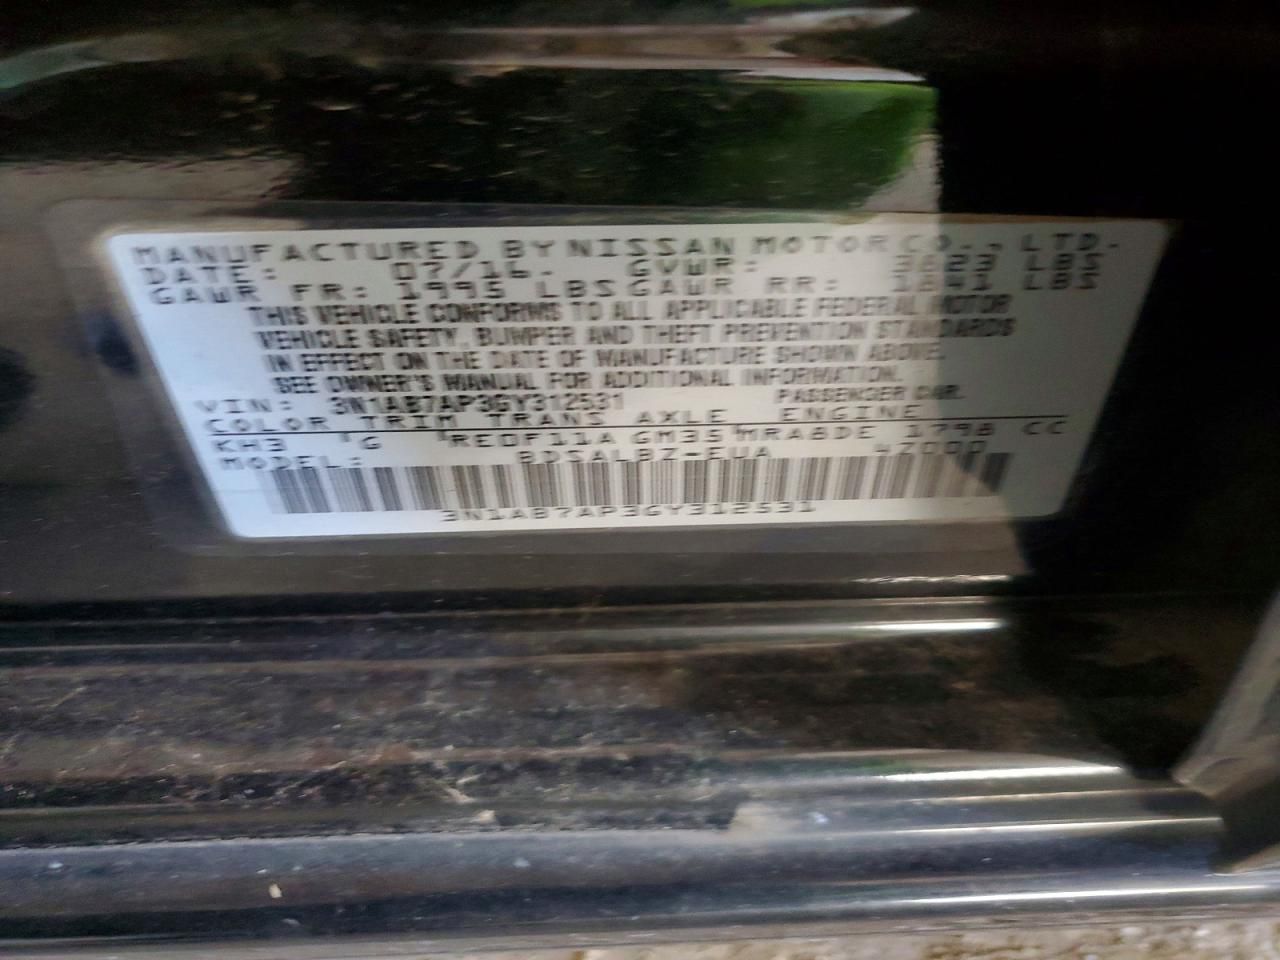 MANUFACTURED BY NISSAN MOTOR CO., LTD.
DATE: 07/16. GVWR: 3623 LBS
GAWR FR: 1995 LBS GAWR RR: 1841 LBS
THIS VEHICLE CONFORMS TO ALL APPLICABLE FEDERAL MOTOR
VEHICLE SAFETY, BUMPER AND THEFT PREVENTION STANDARDS
IN EFFECT ON THE DATE OF MANUFACTURE SHOWN ABOVE.
SEE OWNER'S MANUAL FOR ADDITIONAL INFORMATION.
VIN: 3N1AB7AP3GY312531 PASSENGER CAR.
COLOR TRIM TRANS AXLE ENGINE
KH3 G RE0F11A GM35 MRA8DE 1798 CC
MODEL: BDSALBZ-EUA 42000
3N1AB7AP3GY312531